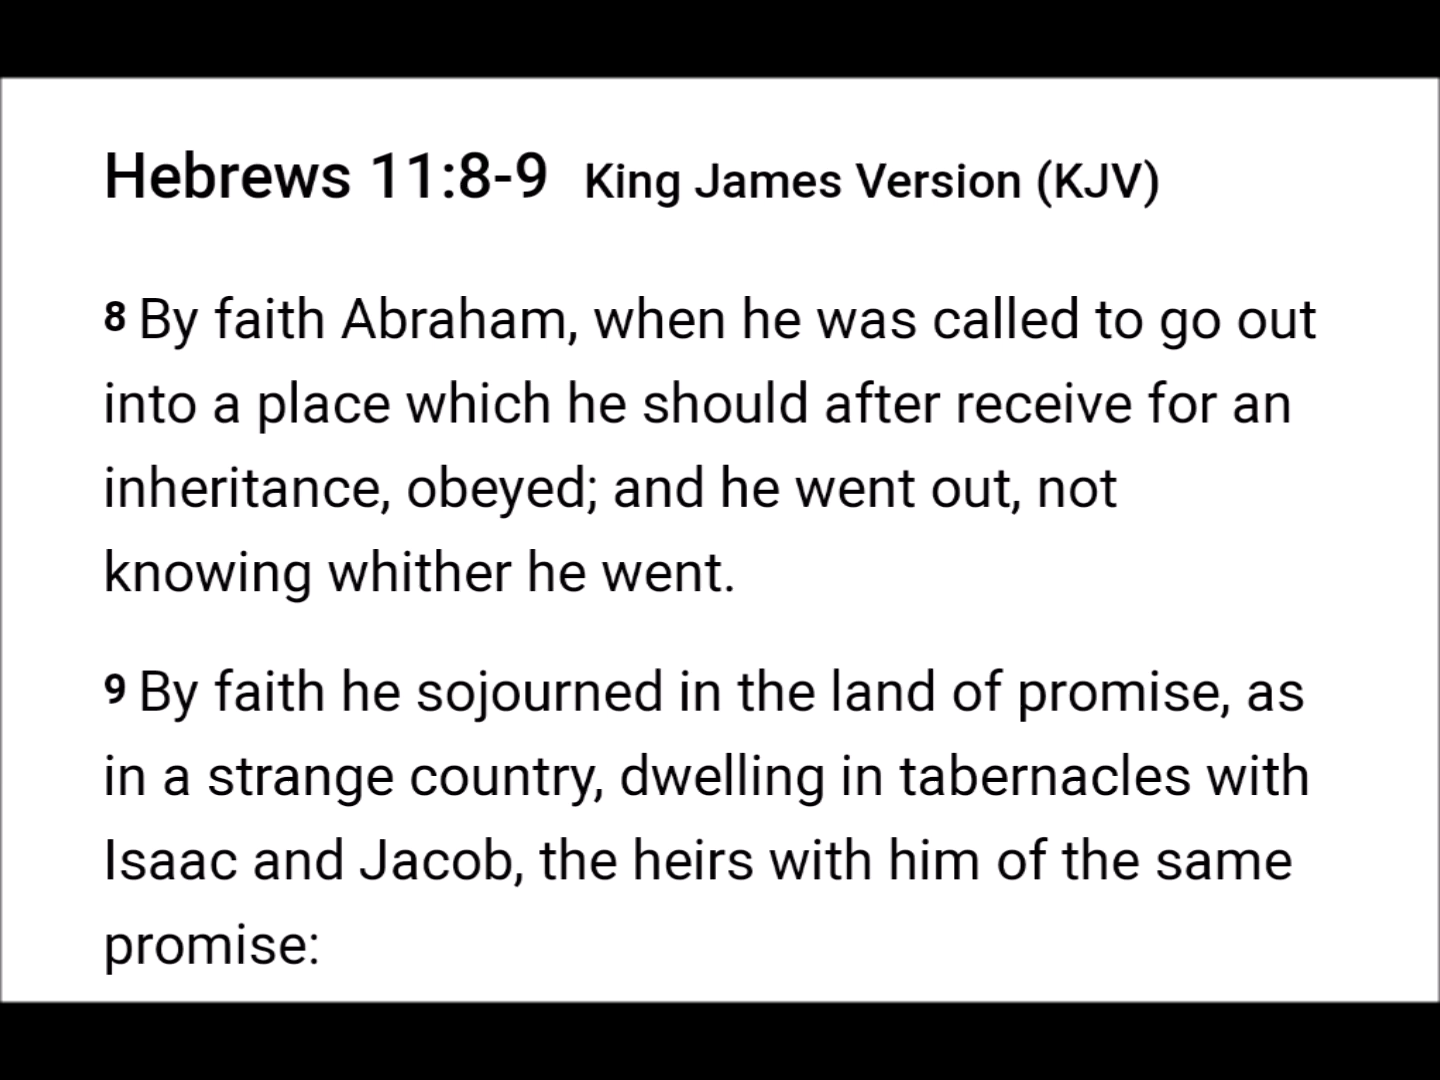 Hebrews 11:8-9 King James Version (KJV)
8 By faith Abraham, when he was called to go out
into a place which he should after receive for an
inheritance, obeyed; and he went out, not
knowing whither he went.
9 By faith he sojourned in the land of promise, as
in a strange country, dwelling in tabernacles with
Isaac and Jacob, the heirs with him of the same
promise: